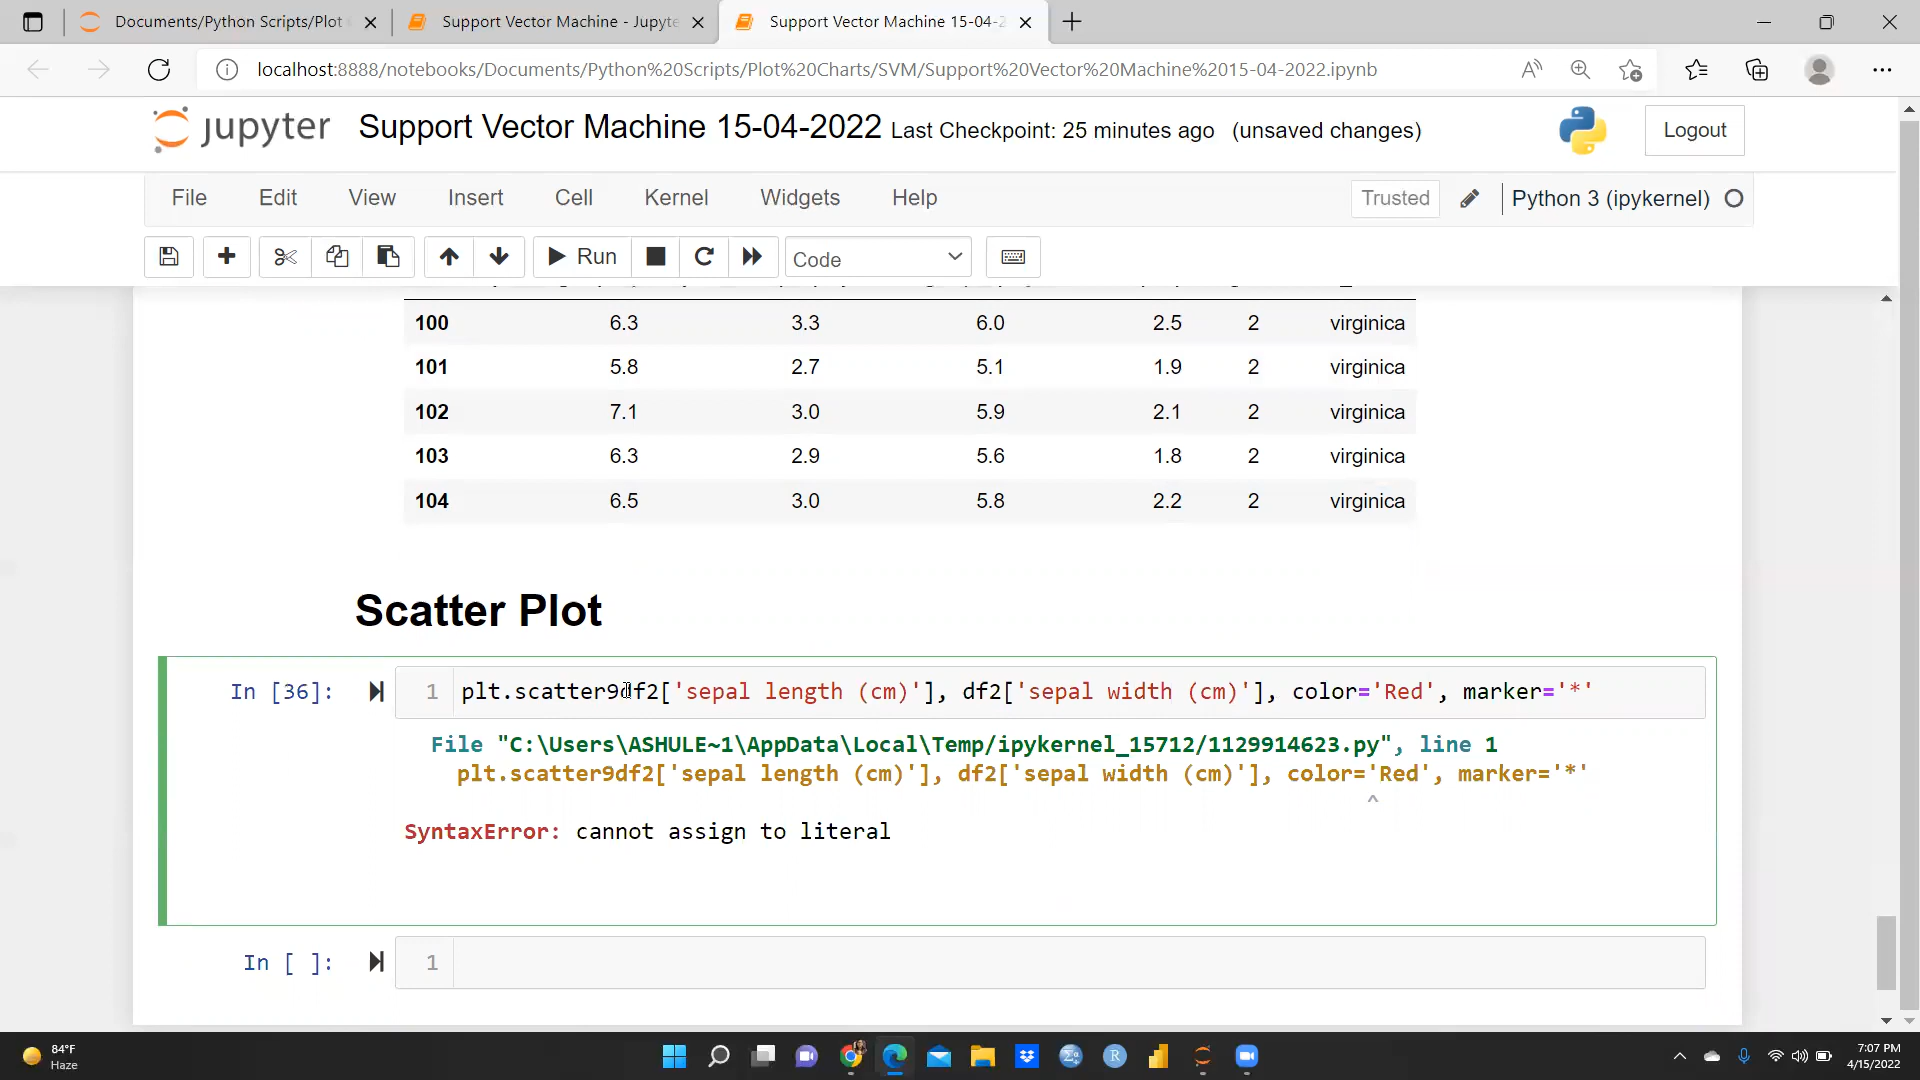 Documents/Python Scripts/Plot
Support Vector Machine - Jupyte
Support Vector Machine 15-04-2
localhost:8888/notebooks/Documents/Python%20Scripts/Plot%20Charts/SVM/Support%20Vector%20Machine%2015-04-2022.ipynb
jupyter Support Vector Machine 15-04-2022 Last Checkpoint: 25 minutes ago (unsaved changes) Logout
File Edit View Insert Cell Kernel Widgets Help Trusted Python 3 (ipykernel)
Run Code
100 6.3 3.3 6.0 2.5 2 virginica
101 5.8 2.7 5.1 1.9 2 virginica
102 7.1 3.0 5.9 2.1 2 virginica
103 6.3 2.9 5.6 1.8 2 virginica
104 6.5 3.0 5.8 2.2 2 virginica
Scatter Plot
In [36]: 1 plt.scatter9df2['sepal length (cm)'], df2['sepal width (cm)'], color='Red', marker='*'
File "C:\Users\ASHULE~1\AppData\Local\Temp/ipykernel_15712/1129914623.py", line 1
plt.scatter9df2['sepal length (cm)'], df2['sepal width (cm)'], color='Red', marker='*'
^
SyntaxError: cannot assign to literal
In [ ]: 1
84°F
Haze
7:07 PM
4/15/2022